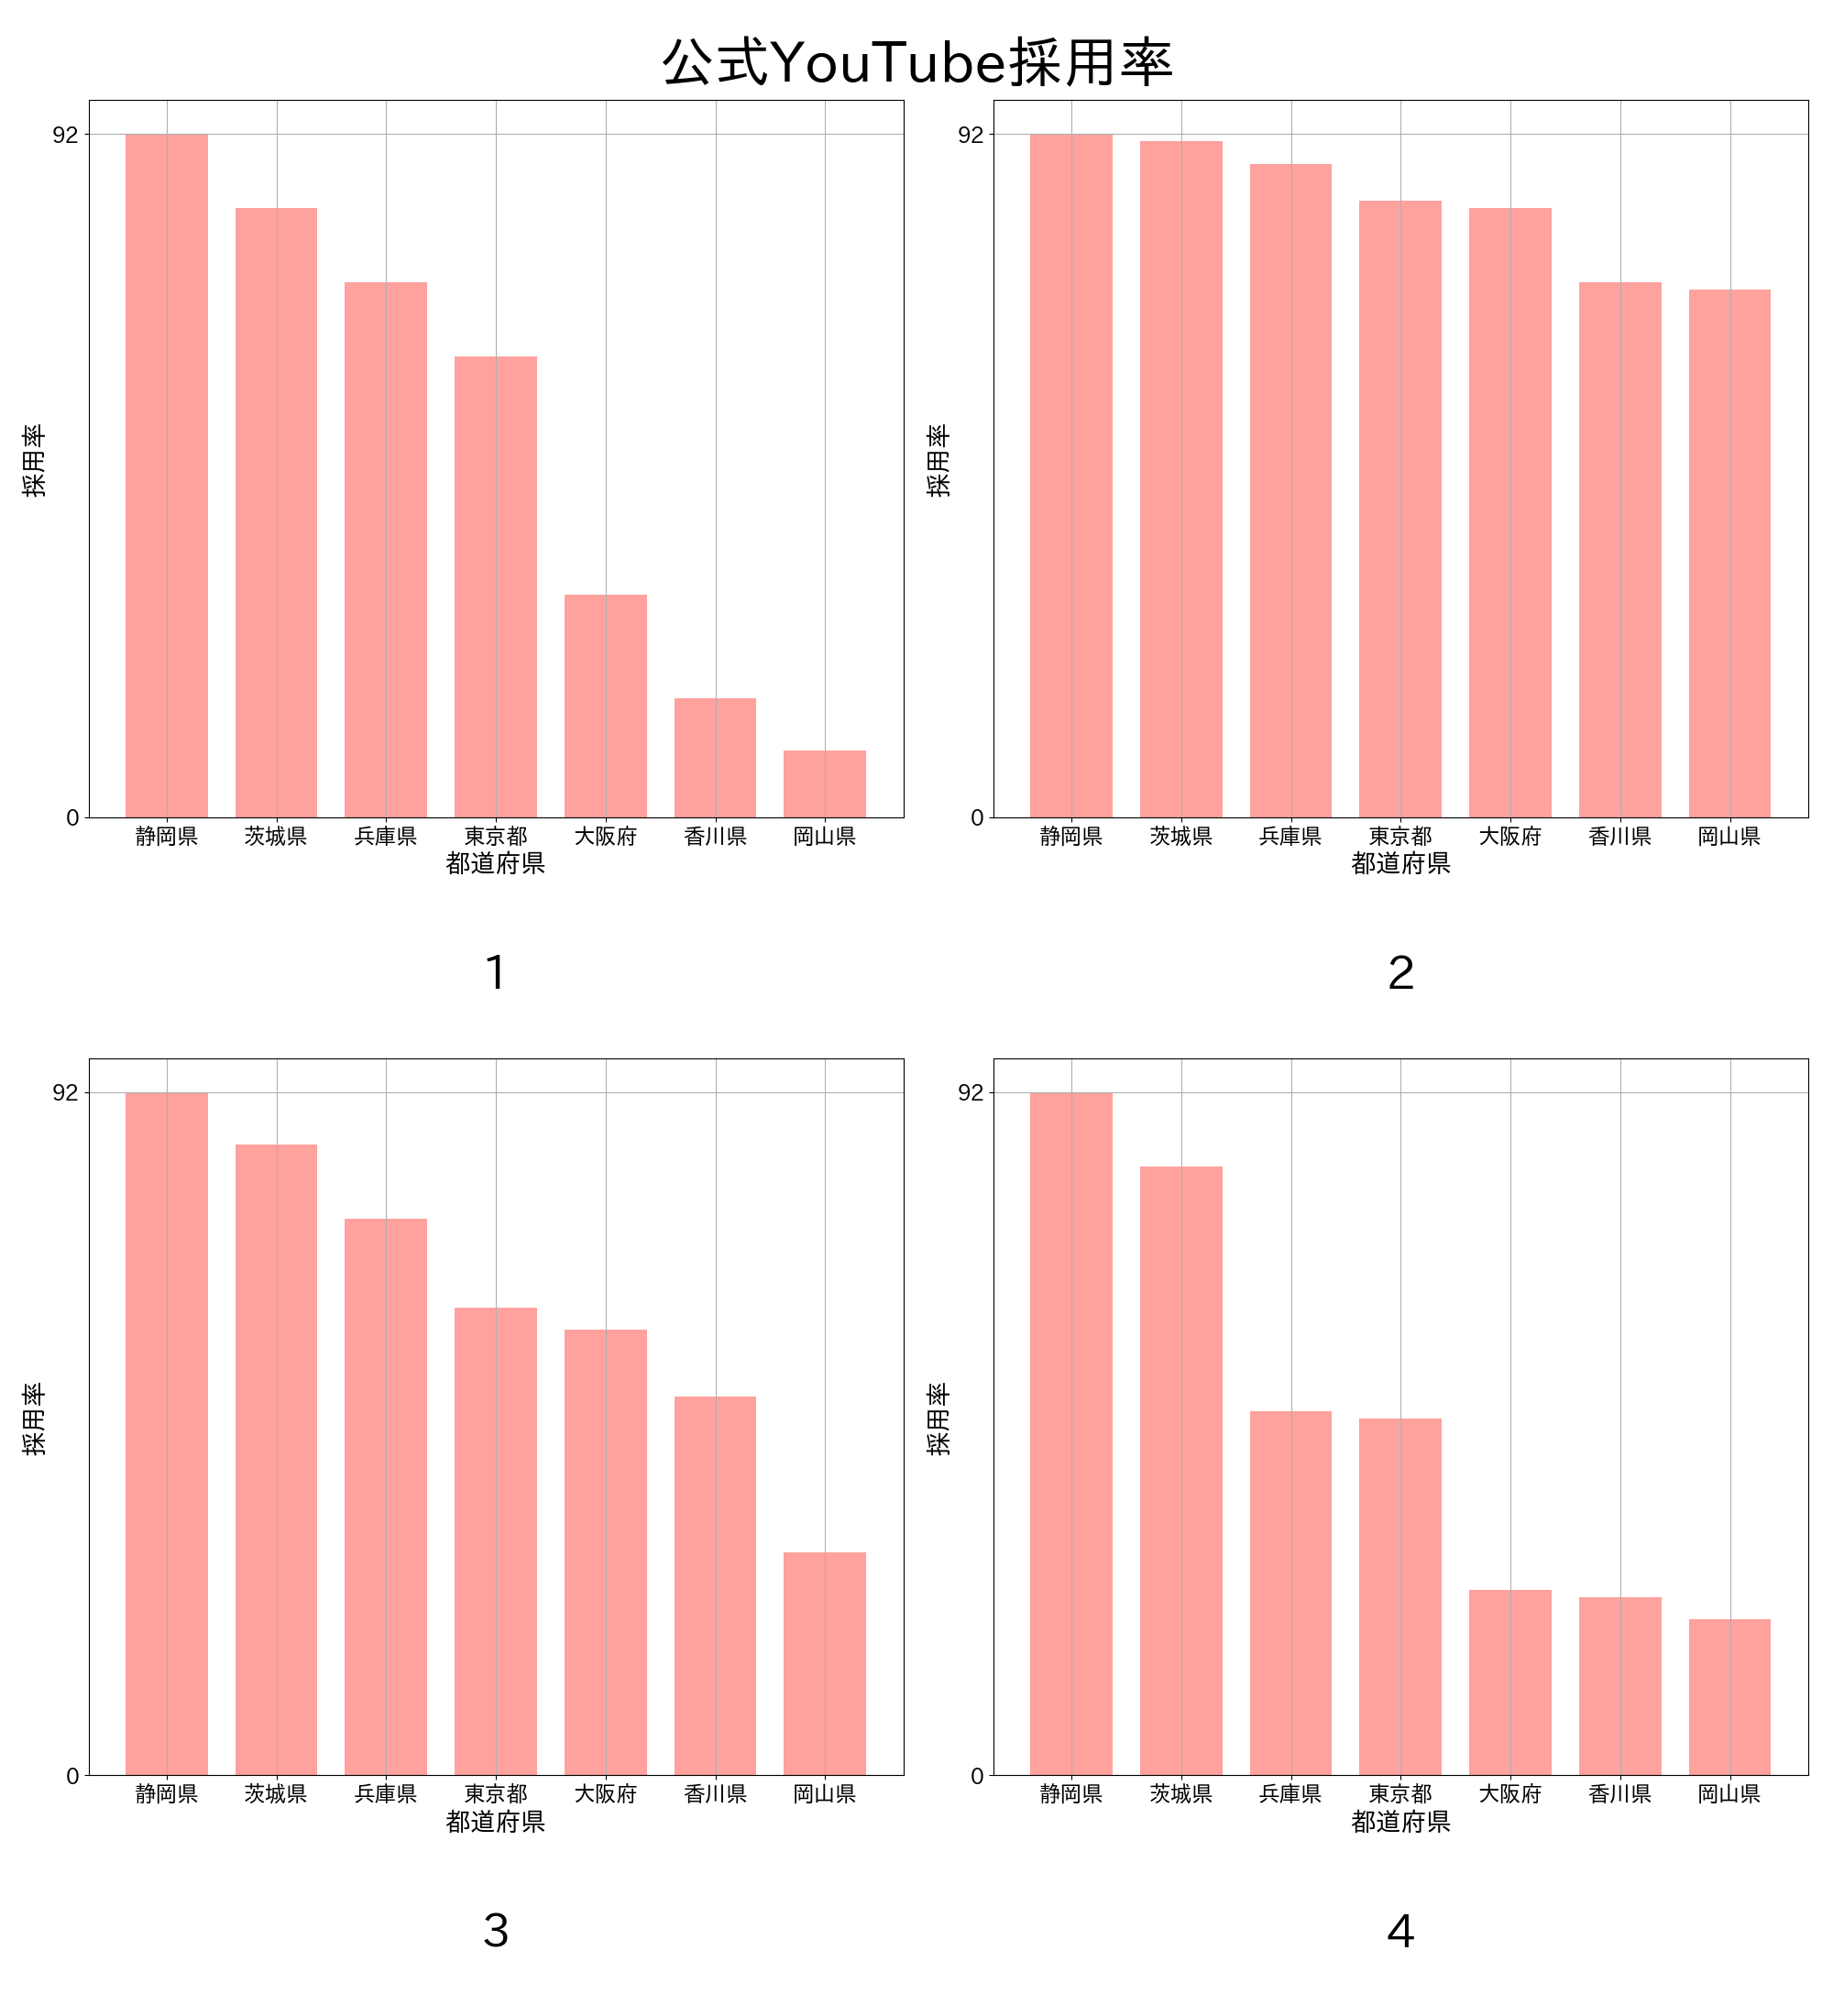 公式YouTube採用率
92
0
採用率
静岡県 茨城県 兵庫県 東京都 大阪府 香川県 岡山県
都道府県
1
92
0
採用率
静岡県 茨城県 兵庫県 東京都 大阪府 香川県 岡山県
都道府県
2
92
0
採用率
静岡県 茨城県 兵庫県 東京都 大阪府 香川県 岡山県
都道府県
3
92
0
採用率
静岡県 茨城県 兵庫県 東京都 大阪府 香川県 岡山県
都道府県
4